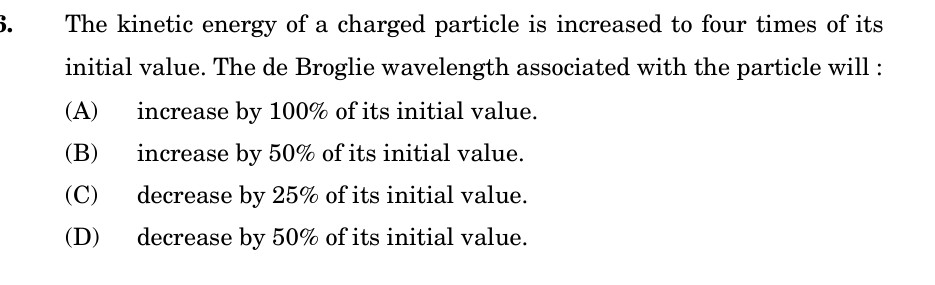 6. The kinetic energy of a charged particle is increased to four times of its
initial value. The de Broglie wavelength associated with the particle will :
(A) increase by 100% of its initial value.
(B) increase by 50% of its initial value.
(C) decrease by 25% of its initial value.
(D) decrease by 50% of its initial value.